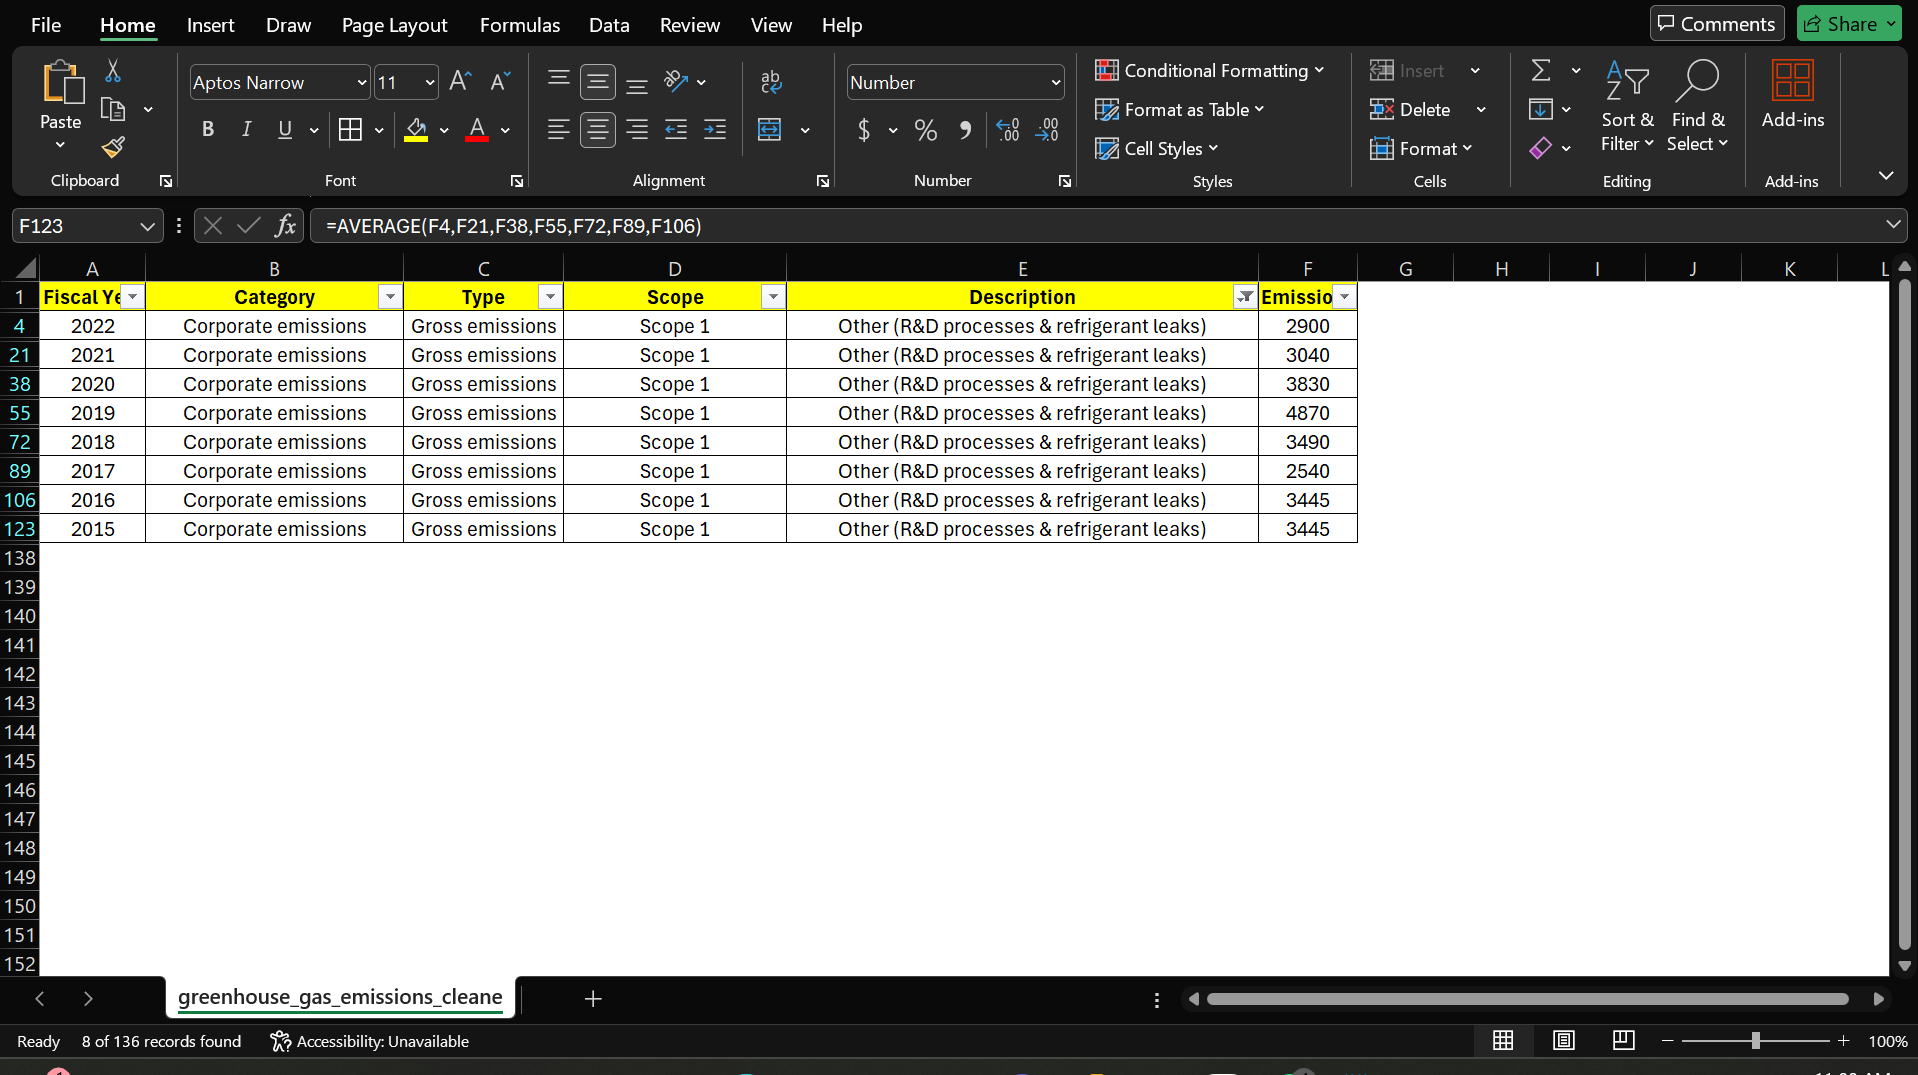 File Home Insert Draw Page Layout Formulas Data Review View Help Comments Share
Paste
Clipboard
Aptos Narrow 11
B I U A
Font
ab
Alignment
Number
$ % 9 .00 .00
Number
Conditional Formatting
Format as Table
Cell Styles
Styles
Insert
Delete
Format
Cells
Sort & Filter
Find & Select
Editing
Add-ins
Add-ins
F123 fx =AVERAGE(F4,F21,F38,F55,F72,F89,F106)
A B C D E F G H I J K L
1 Fiscal Ye Category Type Scope Description Emissio
4 2022 Corporate emissions Gross emissions Scope 1 Other (R&D processes & refrigerant leaks) 2900
21 2021 Corporate emissions Gross emissions Scope 1 Other (R&D processes & refrigerant leaks) 3040
38 2020 Corporate emissions Gross emissions Scope 1 Other (R&D processes & refrigerant leaks) 3830
55 2019 Corporate emissions Gross emissions Scope 1 Other (R&D processes & refrigerant leaks) 4870
72 2018 Corporate emissions Gross emissions Scope 1 Other (R&D processes & refrigerant leaks) 3490
89 2017 Corporate emissions Gross emissions Scope 1 Other (R&D processes & refrigerant leaks) 2540
106 2016 Corporate emissions Gross emissions Scope 1 Other (R&D processes & refrigerant leaks) 3445
123 2015 Corporate emissions Gross emissions Scope 1 Other (R&D processes & refrigerant leaks) 3445
138
139
140
141
142
143
144
145
146
147
148
149
150
151
152
greenhouse_gas_emissions_cleane
Ready 8 of 136 records found Accessibility: Unavailable 100%